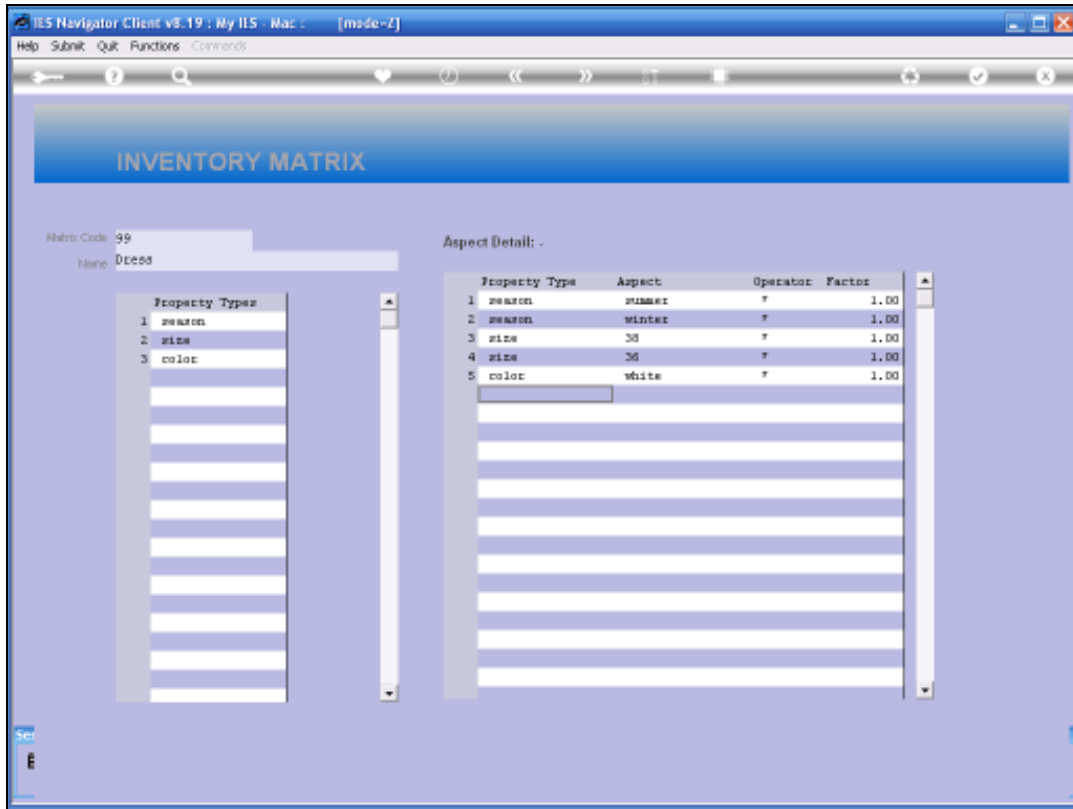 IES Navigator Client v8.19 : My IES - Mac : [mode=Z]
Help Submit Quit Functions Commands
INVENTORY MATRIX
Matrix Code 99
Name Dress
Aspect Detail: -
Property Types
1 season
2 size
3 color
Property Type Aspect Operator Factor
1 season summer * 1.00
2 season winter * 1.00
3 size 38 * 1.00
4 size 36 * 1.00
5 color white * 1.00